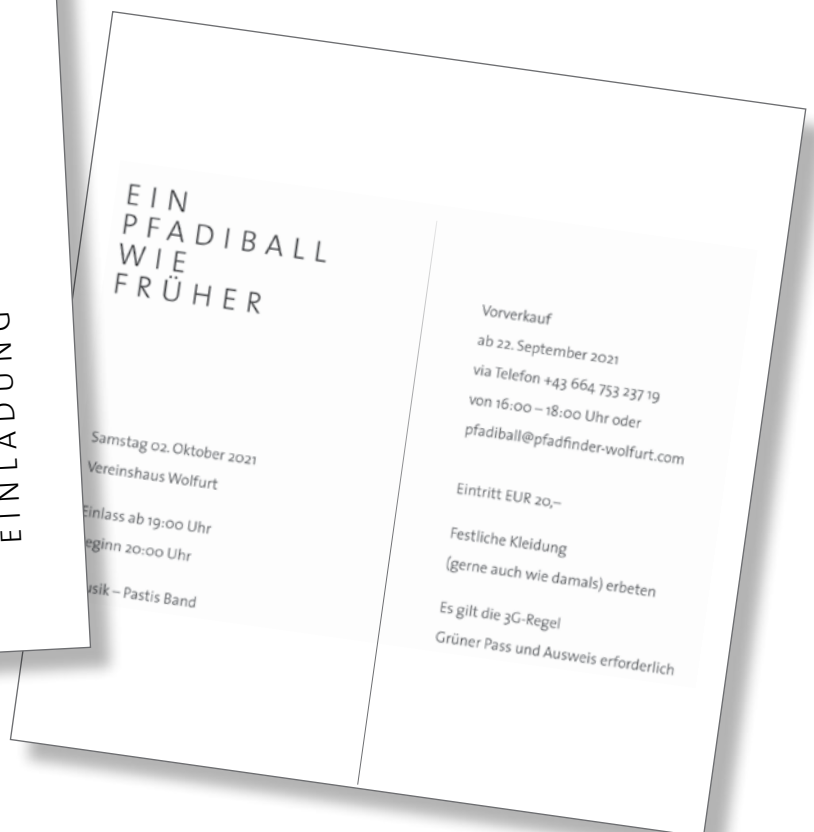 EINLADUNG
EIN
PFADIBALL
WIE
FRÜHER
Samstag 02. Oktober 2021
Vereinshaus Wolfurt
Einlass ab 19:00 Uhr
eginn 20:00 Uhr
usik – Pastis Band
Vorverkauf
ab 22. September 2021
via Telefon +43 664 753 237 19
von 16:00 – 18:00 Uhr oder
pfadiball@pfadfinder-wolfurt.com
Eintritt EUR 20,–
Festliche Kleidung
(gerne auch wie damals) erbeten
Es gilt die 3G-Regel
Grüner Pass und Ausweis erforderlich